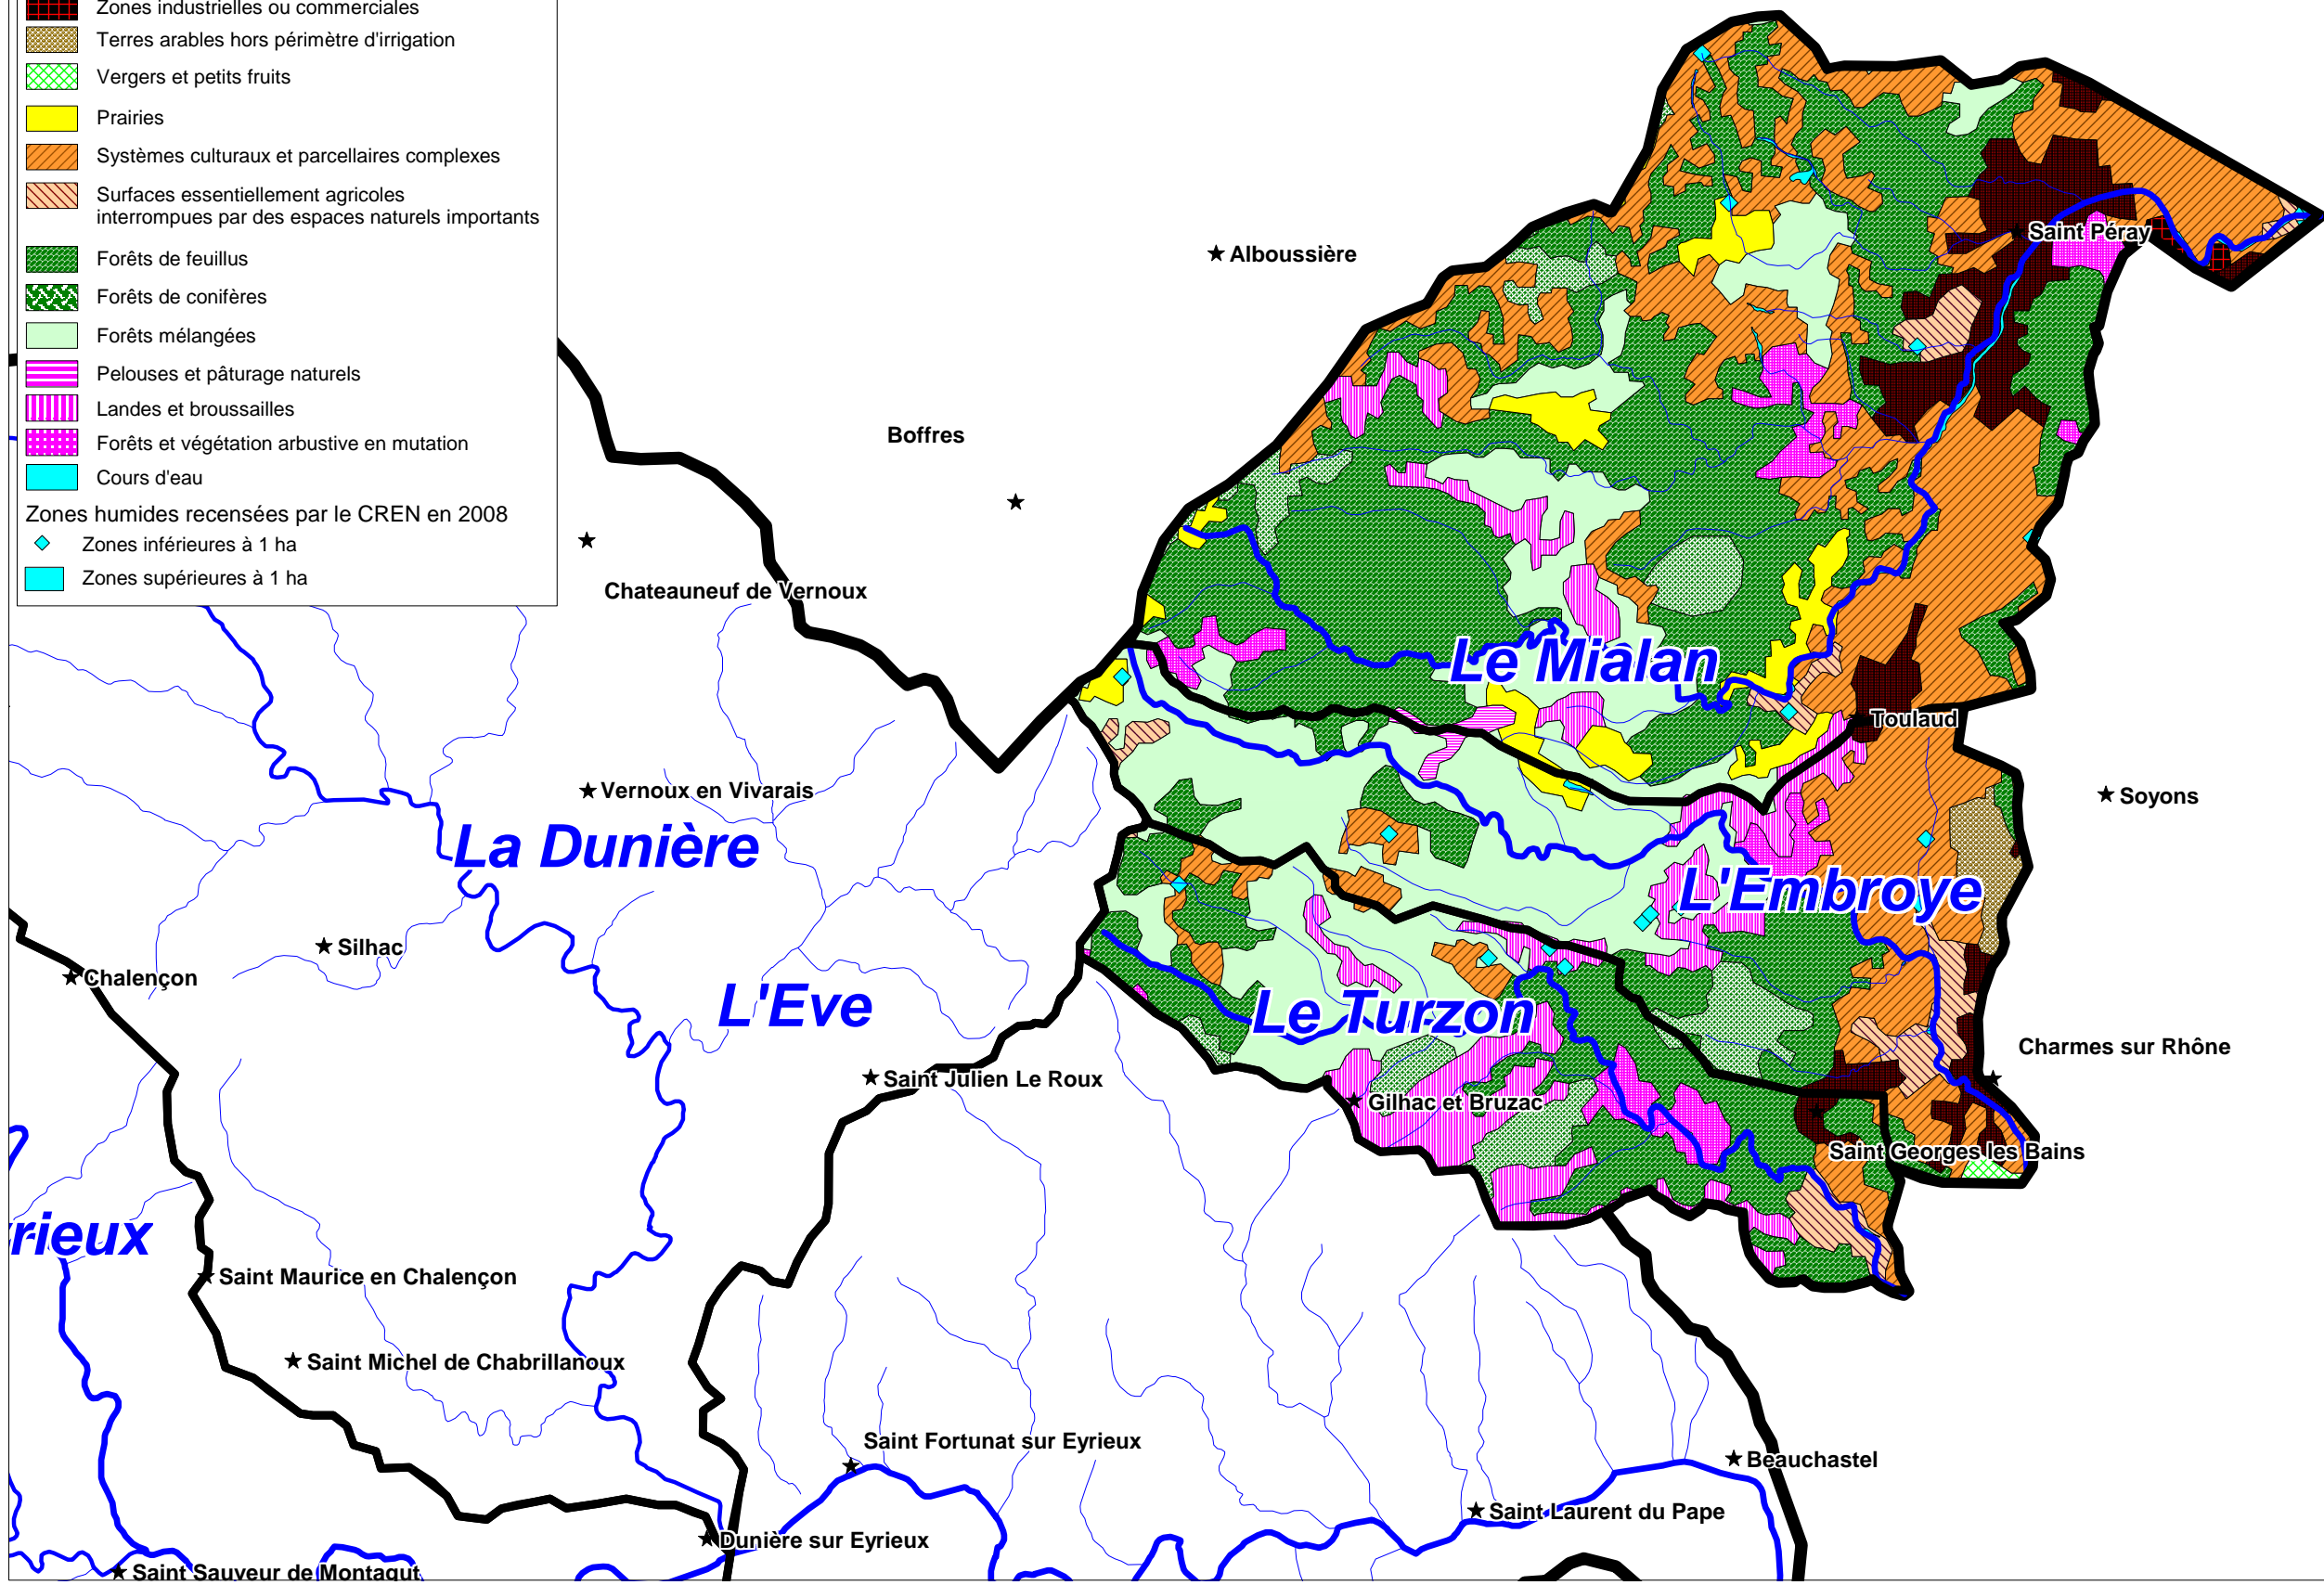 Zones industrielles ou commerciales
Terres arables hors périmètre d'irrigation
Vergers et petits fruits
Prairies
Systèmes culturaux et parcellaires complexes
Surfaces essentiellement agricoles
interrompues par des espaces naturels importants
Forêts de feuillus
Forêts de conifères
Forêts mélangées
Pelouses et pâturage naturels
Landes et broussailles
Forêts et végétation arbustive en mutation
Cours d'eau
Zones humides recensées par le CREN en 2008
Zones inférieures à 1 ha
Zones supérieures à 1 ha
Saint Péray
Alboussière
Boffres
Chateauneuf de Vernoux
Le Mialan
Toulaud
Vernoux en Vivarais
Soyons
La Dunière
L'Embroye
Silhac
Chalençon
L'Eve
Le Turzon
Charmes sur Rhône
Saint Julien Le Roux
Gilhac et Bruzac
Saint Georges les Bains
rieux
Saint Maurice en Chalençon
Saint Michel de Chabrillanoux
Saint Fortunat sur Eyrieux
Beauchastel
Saint Laurent du Pape
Dunière sur Eyrieux
Saint Sauveur de Montagut